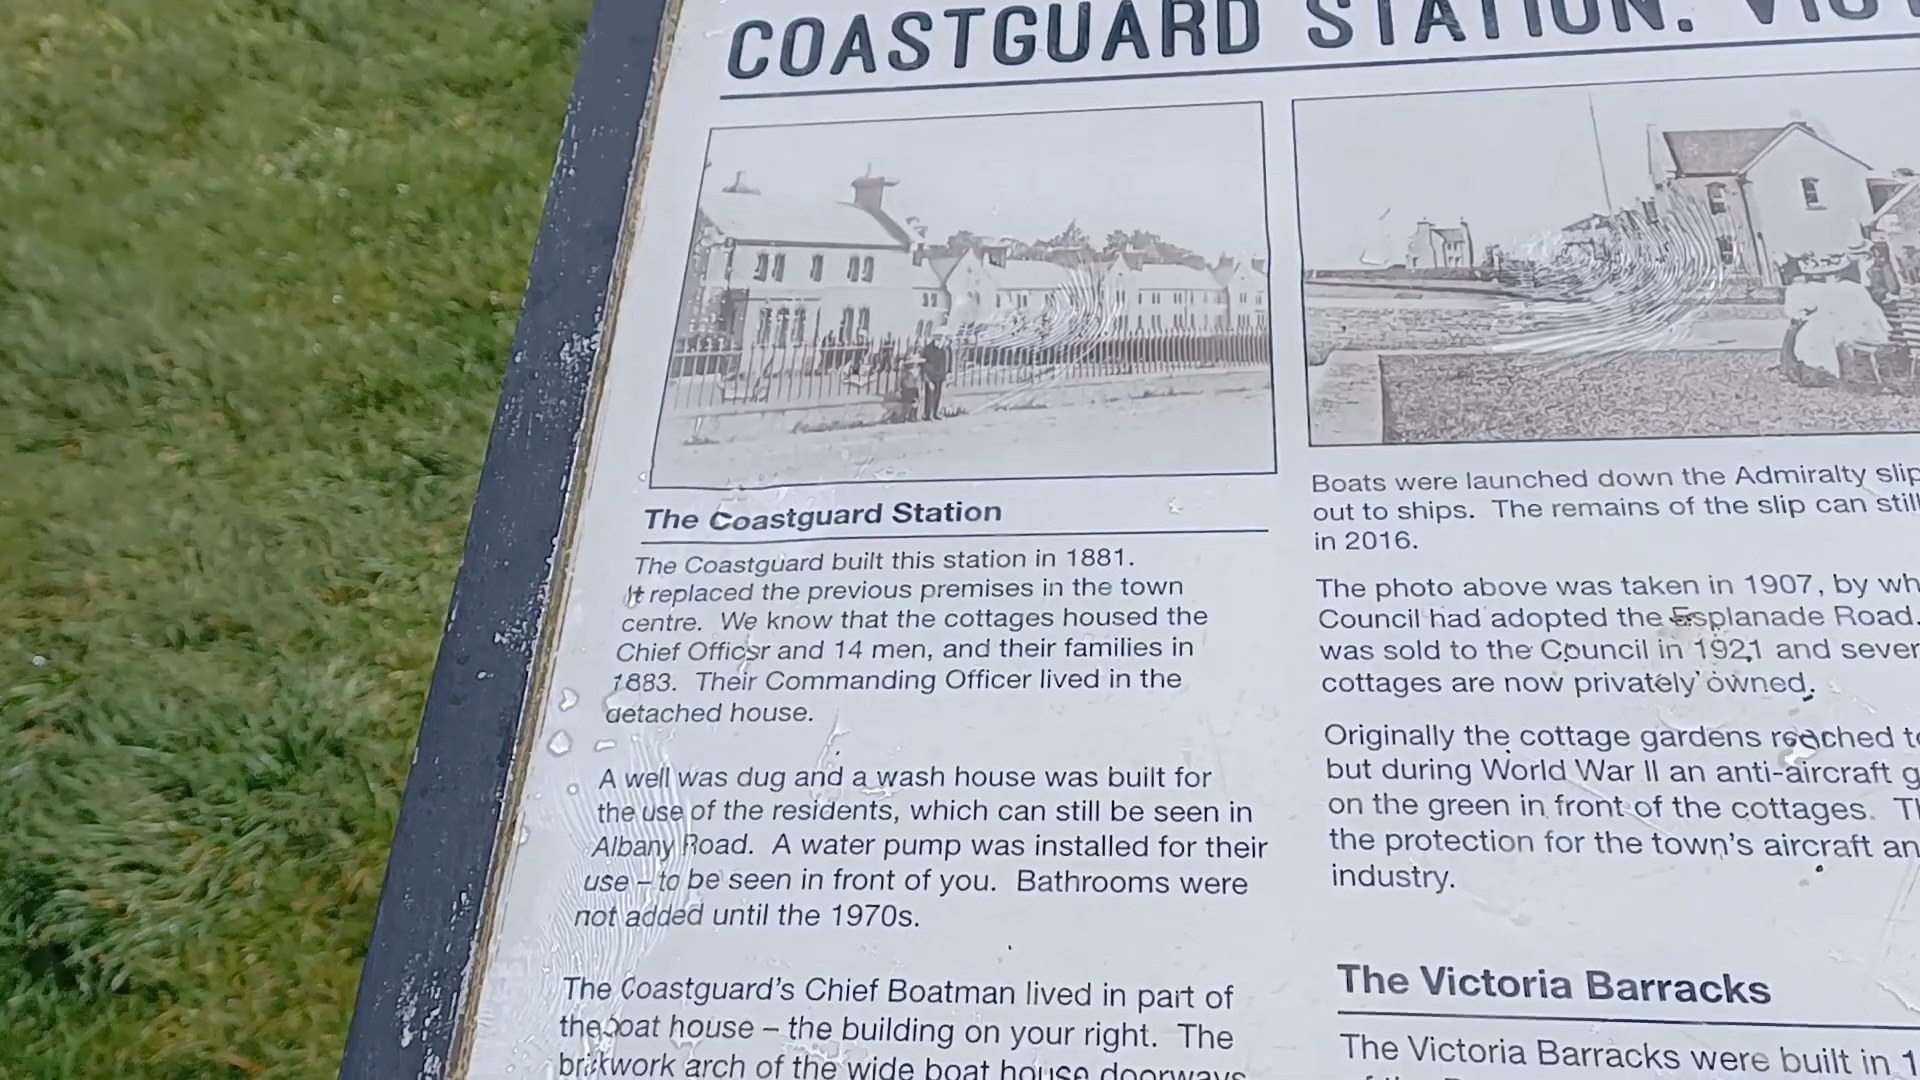 COASTGUARD STATION.
The Coastguard Station
The Coastguard built this station in 1881.
It replaced the previous premises in the town
centre. We know that the cottages housed the
Chief Officer and 14 men, and their families in
1883. Their Commanding Officer lived in the
detached house.
A well was dug and a wash house was built for
the use of the residents, which can still be seen in
Albany Road. A water pump was installed for their
use – to be seen in front of you. Bathrooms were
not added until the 1970s.
The Coastguard's Chief Boatman lived in part of
the boat house – the building on your right. The
brickwork arch of the wide boat house doorways
Boats were launched down the Admiralty slip
out to ships. The remains of the slip can still
in 2016.
The photo above was taken in 1907, by
Council had adopted the Esplanade Road.
was sold to the Council in 1921 and
cottages are now privately owned.
Originally the cottage gardens reached
but during World War II an anti-aircraft
on the green in front of the cottages.
the protection for the town's aircraft
industry.
The Victoria Barracks
The Victoria Barracks were built in